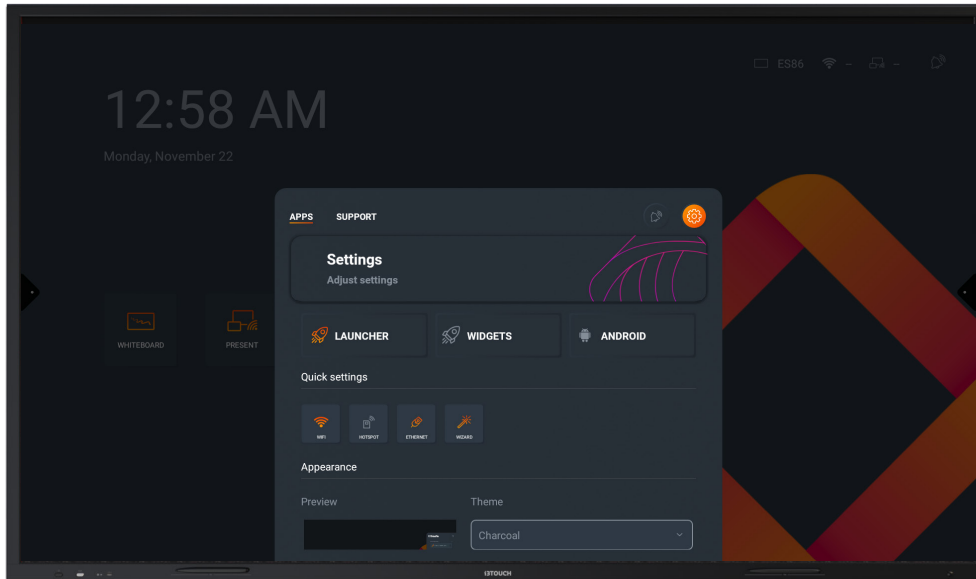 ES86 – –
12:58 AM
Monday, November 22
APPS SUPPORT
Settings
Adjust settings
WHITEBOARD PRESENT
LAUNCHER WIDGETS ANDROID
Quick settings
WIFI HOTSPOT ETHERNET WIZARD
Appearance
Preview Theme
Charcoal
i3TOUCH